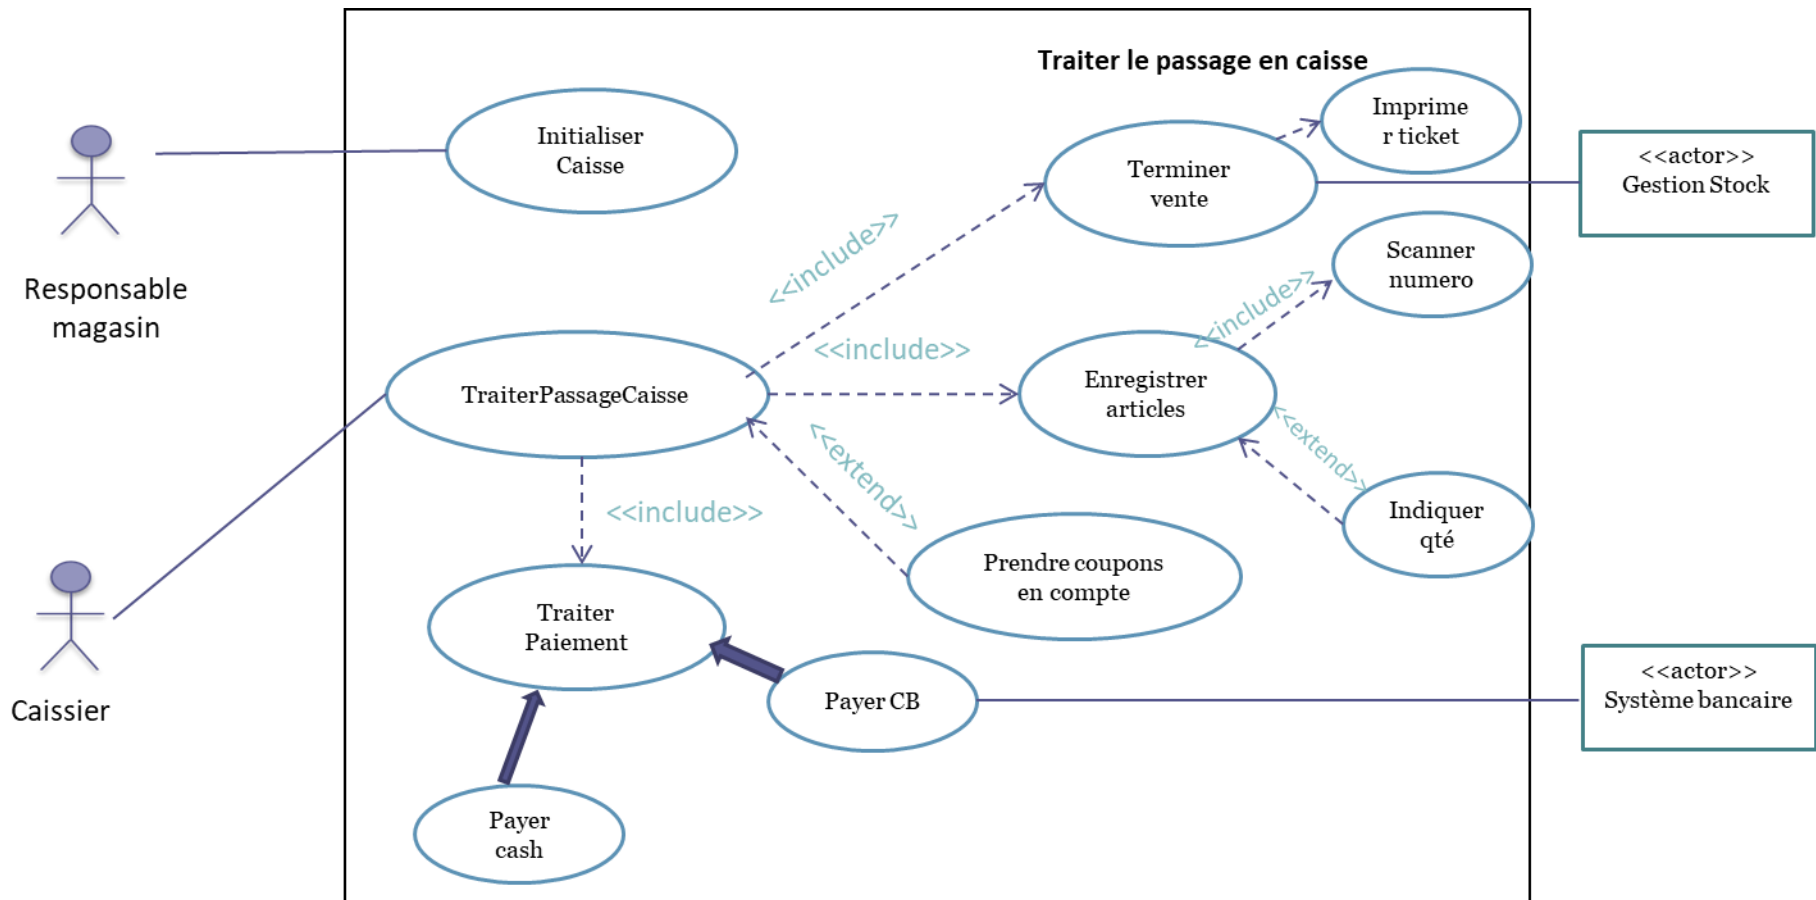 Traiter le passage en caisse
Imprime
r ticket
Initialiser
Caisse
Terminer
vente
<<actor>>
Gestion Stock
Responsable
magasin
<<include>>
Scanner
numero
<<include>>
<<include>>
TraiterPassageCaisse
Enregistrer
articles
<<extend>>
<<extend>>
Indiquer
qté
<<include>>
Prendre coupons
en compte
Traiter
Paiement
Caissier
Payer CB
<<actor>>
Système bancaire
Payer
cash